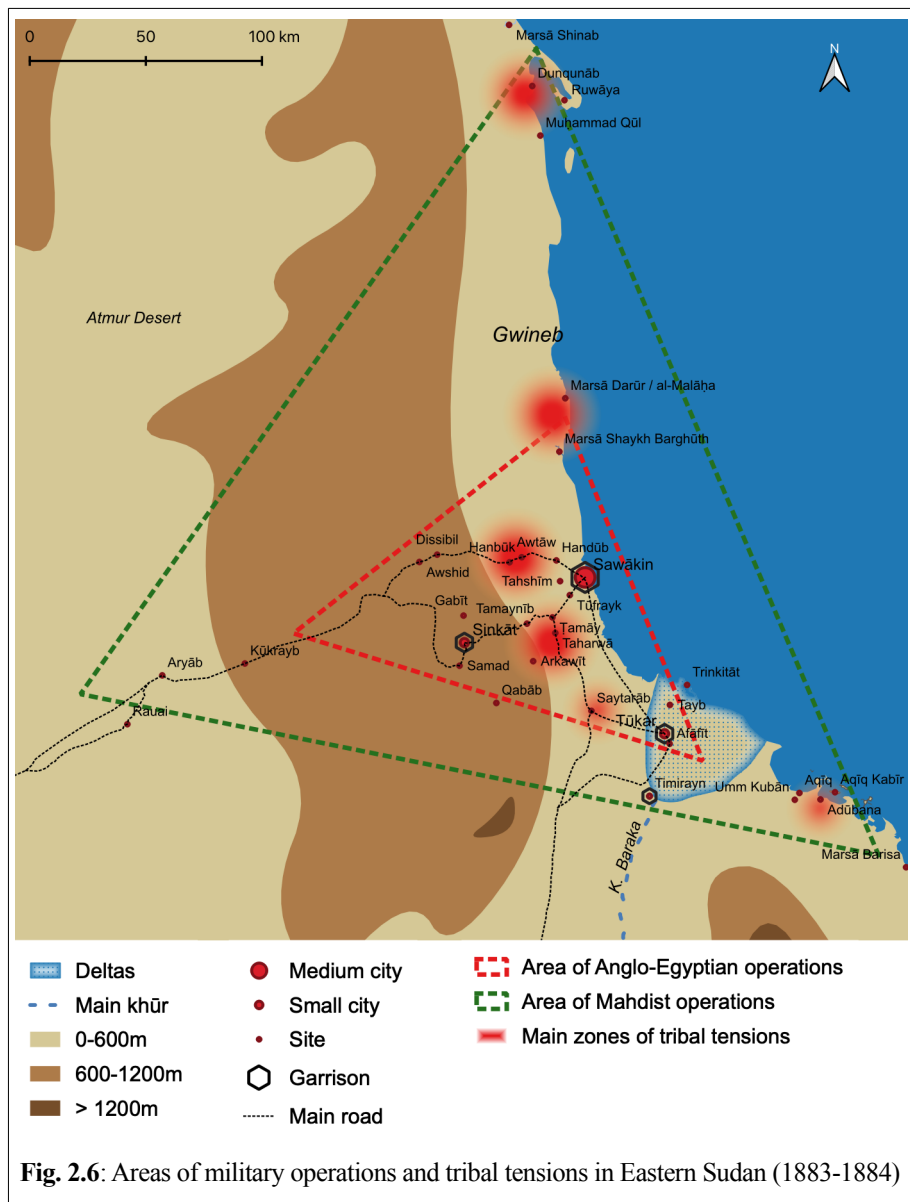 0 50 100 km
N
Marsā Shinab
Dunqunāb
Ruwāya
Muhammad Qūl
Atmur Desert
Gwineb
Marsā Darūr / al-Malāḥa
Marsā Shaykh Barghūth
Dissibil
Hanbūk
Awtāw
Handūb
Awshid
Sawākin
Tahshīm
Gabīt
Tamaynīb
Tūfrayk
Sinkāt
Tamāy
Taharwā
Kūkrayb
Aryāb
Samad
Arkawīt
Trinkitāt
Qabāb
Saytarāb
Tayb
Rauai
Tūkar
Afāfīt
Timirayn
Umm Kubān
Aqīq
Aqīq Kabīr
Adūbana
Marsā Barisa
K. Baraka
Deltas
Main khūr
0-600m
600-1200m
> 1200m
Medium city
Small city
Site
Garrison
Main road
Area of Anglo-Egyptian operations
Area of Mahdist operations
Main zones of tribal tensions
Fig. 2.6: Areas of military operations and tribal tensions in Eastern Sudan (1883-1884)